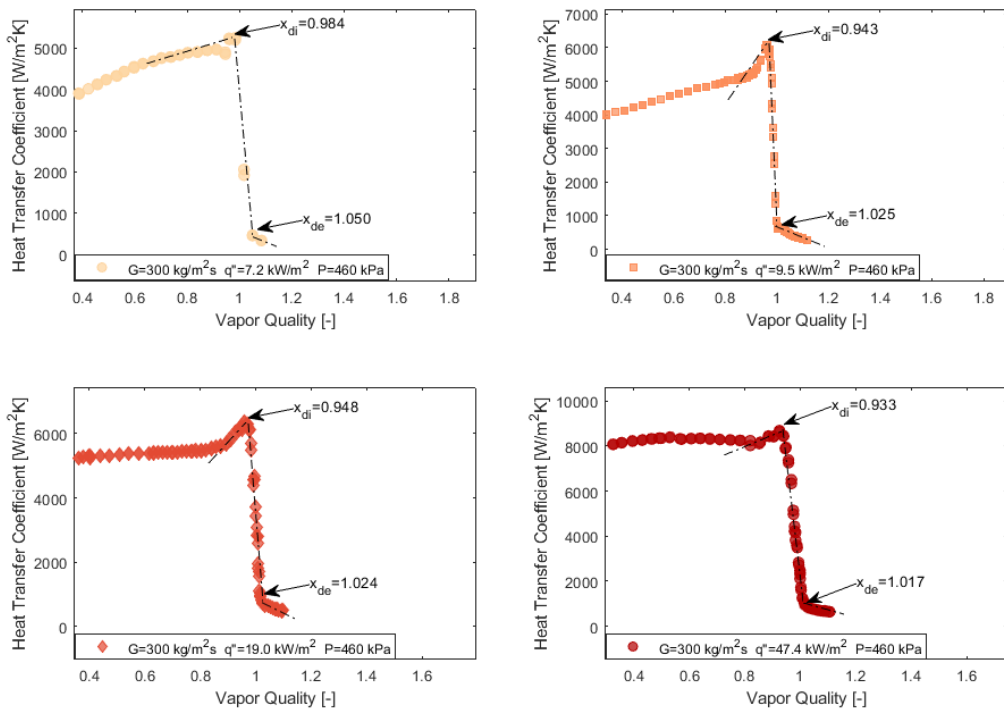 Heat Transfer Coefficient [W/m²K]
5000
4000
3000
2000
1000
0
x_di=0.984
x_de=1.050
G=300 kg/m²s q"=7.2 kW/m² P=460 kPa
0.4 0.6 0.8 1 1.2 1.4 1.6 1.8
Vapor Quality [-]
Heat Transfer Coefficient [W/m²K]
7000
6000
5000
4000
3000
2000
1000
0
x_di=0.943
x_de=1.025
G=300 kg/m²s q"=9.5 kW/m² P=460 kPa
0.4 0.6 0.8 1 1.2 1.4 1.6
Vapor Quality [-]
Heat Transfer Coefficient [W/m²K]
6000
4000
2000
0
x_di=0.948
x_de=1.024
G=300 kg/m²s q"=19.0 kW/m² P=460 kPa
0.4 0.6 0.8 1 1.2 1.4 1.6
Vapor Quality [-]
Heat Transfer Coefficient [W/m²K]
10000
8000
6000
4000
2000
0
x_di=0.933
x_de=1.017
G=300 kg/m²s q"=47.4 kW/m² P=460 kPa
0.4 0.6 0.8 1 1.2 1.4 1.6
Vapor Quality [-]